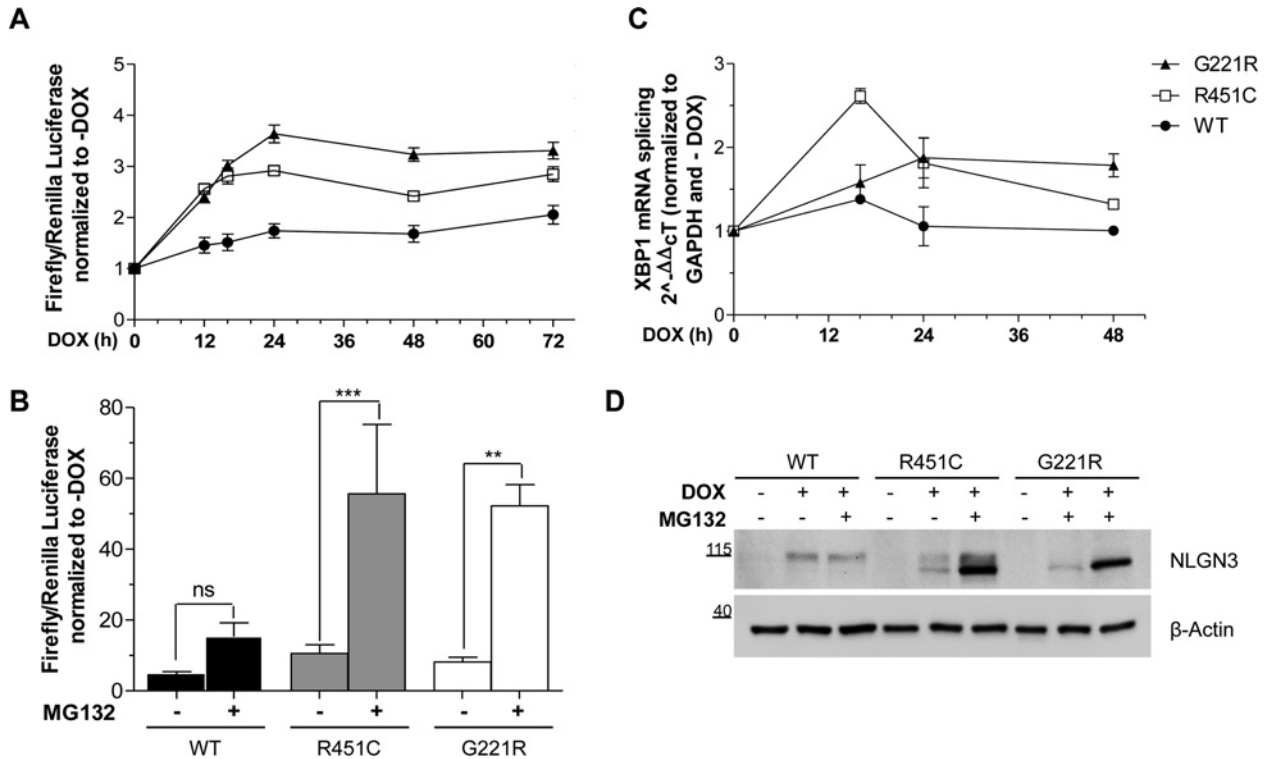 A
Firefly/Renilla Luciferase
normalized to -DOX
5
4
3
2
1
0
DOX (h)
0 12 24 36 48 60 72
C
XBP1 mRNA splicing
2^-ΔΔcT (normalized to
GAPDH and - DOX)
3
2
1
0
DOX (h)
0 12 24 36 48
G221R
R451C
WT
B
Firefly/Renilla Luciferase
normalized to -DOX
80
60
40
20
0
ns
***
**
MG132 - + - + - +
WT R451C G221R
D
WT R451C G221R
DOX - + + - + + - + +
MG132 - - + - - + - + +
115
NLGN3
40
β-Actin